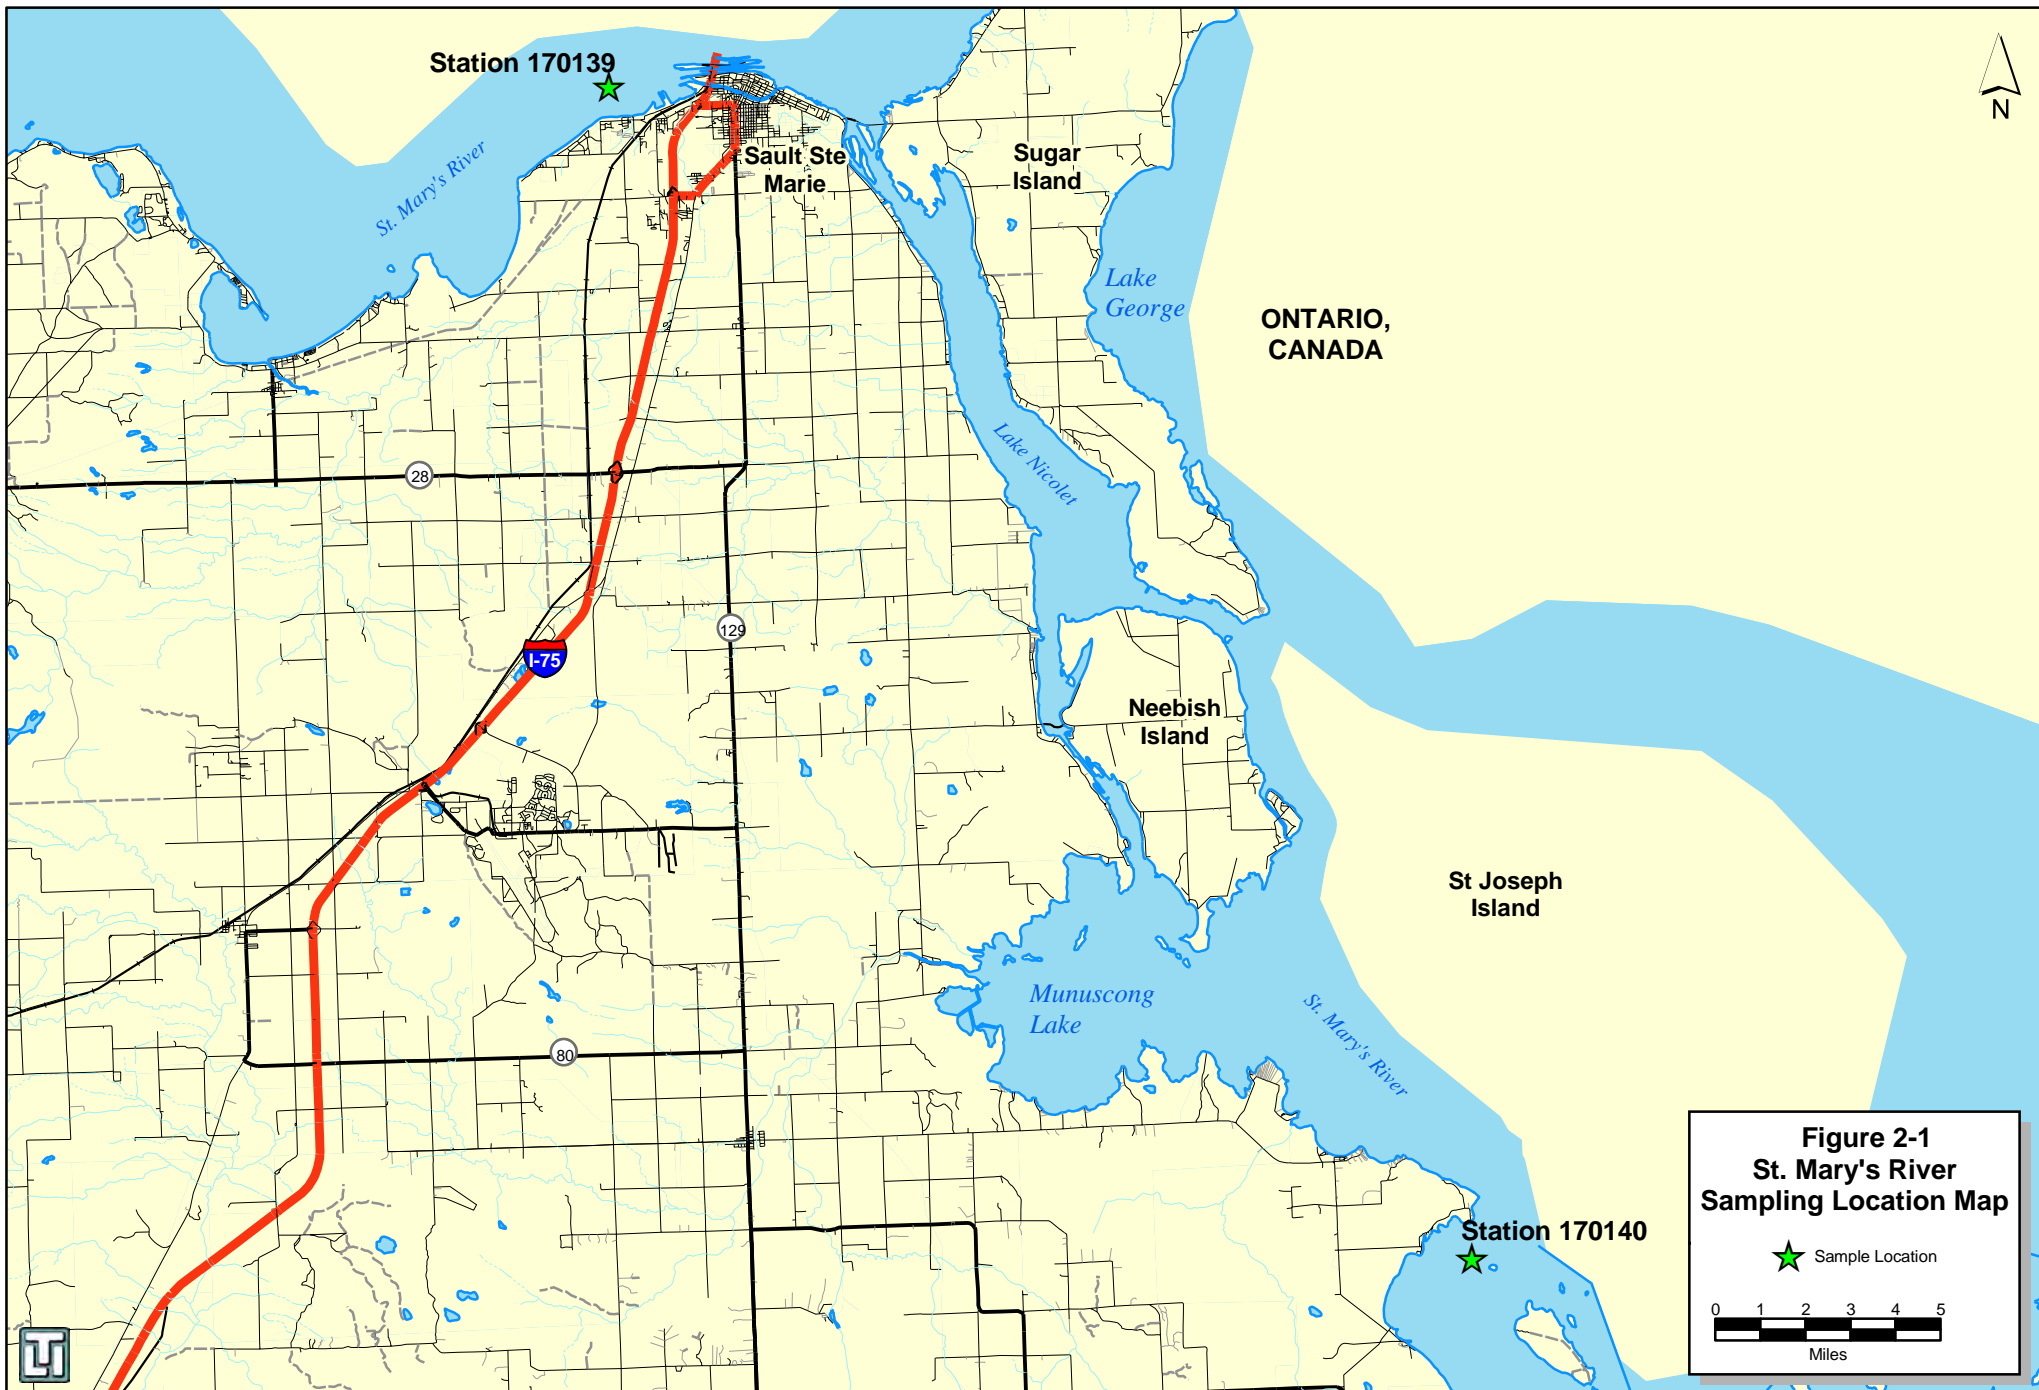 Station 170139
N
St. Mary's River
Sault Ste
Marie
Sugar
Island
Lake
George
ONTARIO,
CANADA
Lake Nicolet
28
129
I-75
Neebish
Island
St Joseph
Island
Munuscong
Lake
St. Mary's River
80
Station 170140
Figure 2-1
St. Mary's River
Sampling Location Map
Sample Location
0 1 2 3 4 5
Miles
LTI